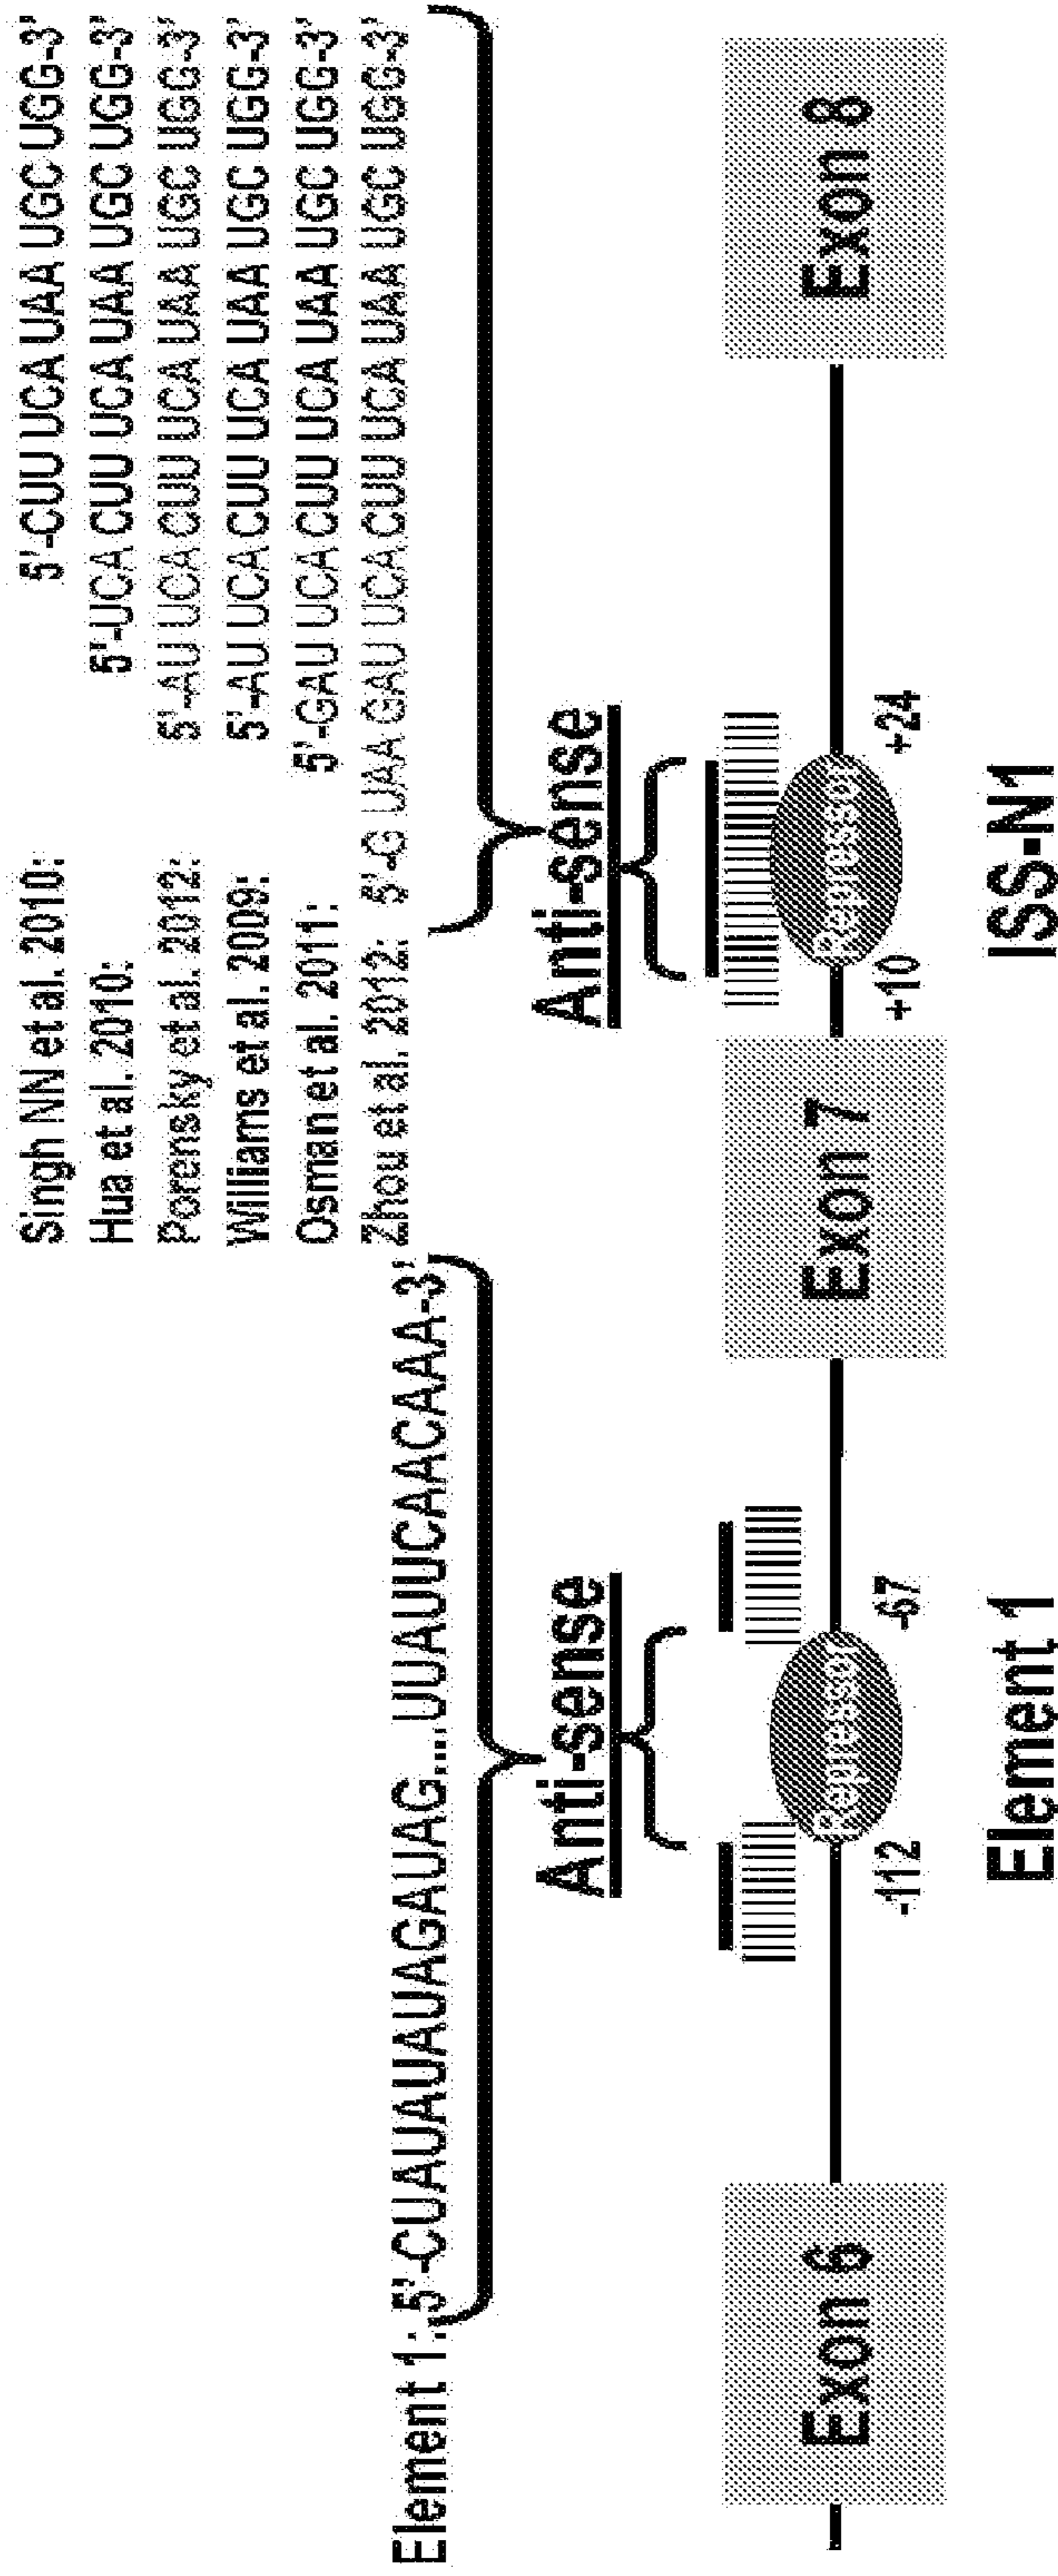 Singh NN et al. 2010: 5'-CUU UCA UAA UGC UGG-3'
Hua et al. 2010: 5'-UCA CUU UCA UAA UGC UGG-3'
Porensky et al. 2012: 5'-AU UCA CUU UCA UAA UGC UGG-3'
Williams et al. 2009: 5'-AU UCA CUU UCA UAA UGC UGG-3'
Osman et al. 2011: 5'-GAU UCA CUU UCA UAA UGC UGG-3'
Zhou et al. 2012: 5'-G UAA GAU UCA CUU UCA UAA UGC UGG-3'
Element 1: 5'-CUAUAUAUAGAUAG...UUAUUCAACAAA-3'
Anti-sense
Anti-sense
Exon 6
Repressor
Exon 7
Repressor
Exon 8
-112
-67
+10
+24
Element 1
ISS-N1